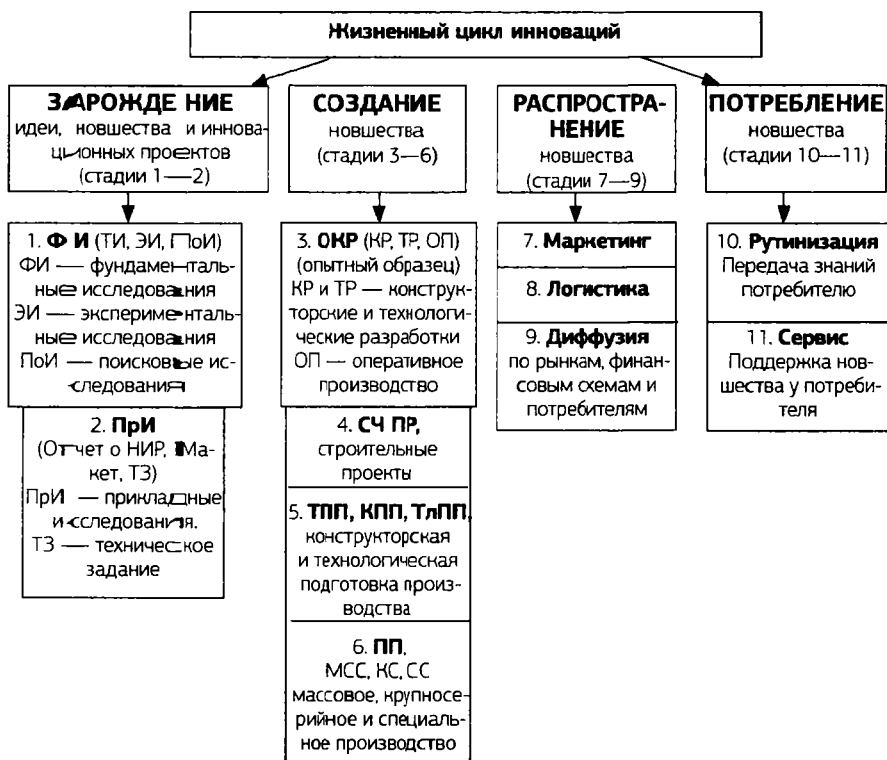 Жизненный цикл инноваций
ЗАРОЖДЕНИЕ
идеи, новшества и иннова-
ционных проектов
(стадии 1—2)
1. ФИ (ТИ, ЭИ, ПоИ)
ФИ — фундаменталь-
ные исследования
ЭИ — эксперименталь-
ные исследования
ПоИ — поисковые ис-
следования
2. ПрИ
(Отчет о НИР, Ма-
кет, ТЗ)
ПрИ — прикладные
исследования.
ТЗ — техническое
задание
СОЗДАНИЕ
новшества
(стадии 3—6)
3. ОКР (КР, ТР, ОП)
(опытный образец)
КР и ТР — конструк-
торские и технологи-
ческие разработки
ОП — оперативное
производство
4. СЧ ПР,
строительные
проекты
5. ТПП, КПП, ТлПП,
конструкторская
и технологическая
подготовка произ-
водства
6. ПП,
МСС, КС, СС
массовое, крупносе-
рийное и специаль-
ное производство
РАСПРОСТРА-
НЕНИЕ
новшества
(стадии 7—9)
7. Маркетинг
8. Логистика
9. Диффузия
по рынкам, финан-
совым схемам и
потребителям
ПОТРЕБЛЕНИЕ
новшества
(стадии 10—11)
10. Рутинизация
Передача знаний
потребителю
11. Сервис
Поддержка нов-
шества у потреби-
теля